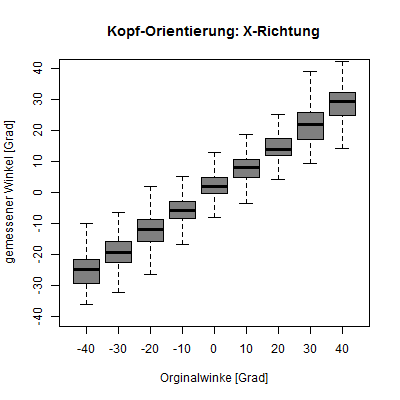 Kopf-Orientierung: X-Richtung
gemessener Winkel [Grad]
40
30
20
10
0
-10
-20
-30
-40
-40 -30 -20 -10 0 10 20 30 40
Orginalwinke [Grad]